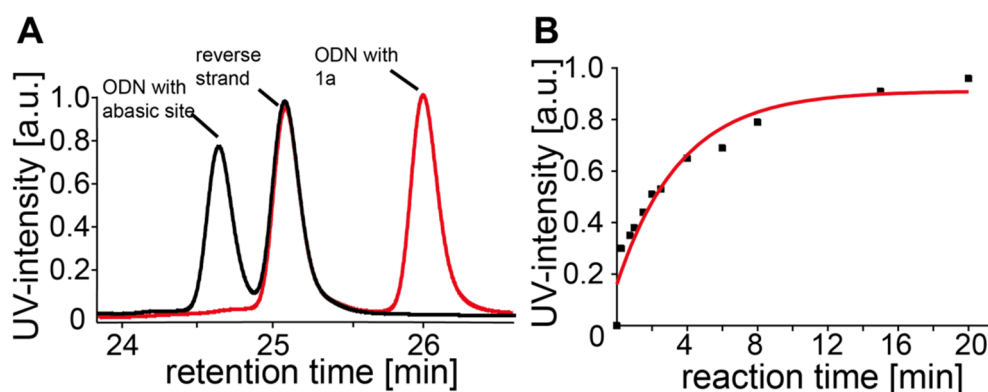 A
ODN with
abasic site
reverse
strand
ODN with
1a
UV-intensity [a.u.]
1.0
0.8
0.6
0.4
0.2
0
24
25
26
retention time [min]
B
UV-intensity [a.u.]
1.0
0.8
0.6
0.4
0.2
0
4
8
12
16
20
reaction time [min]